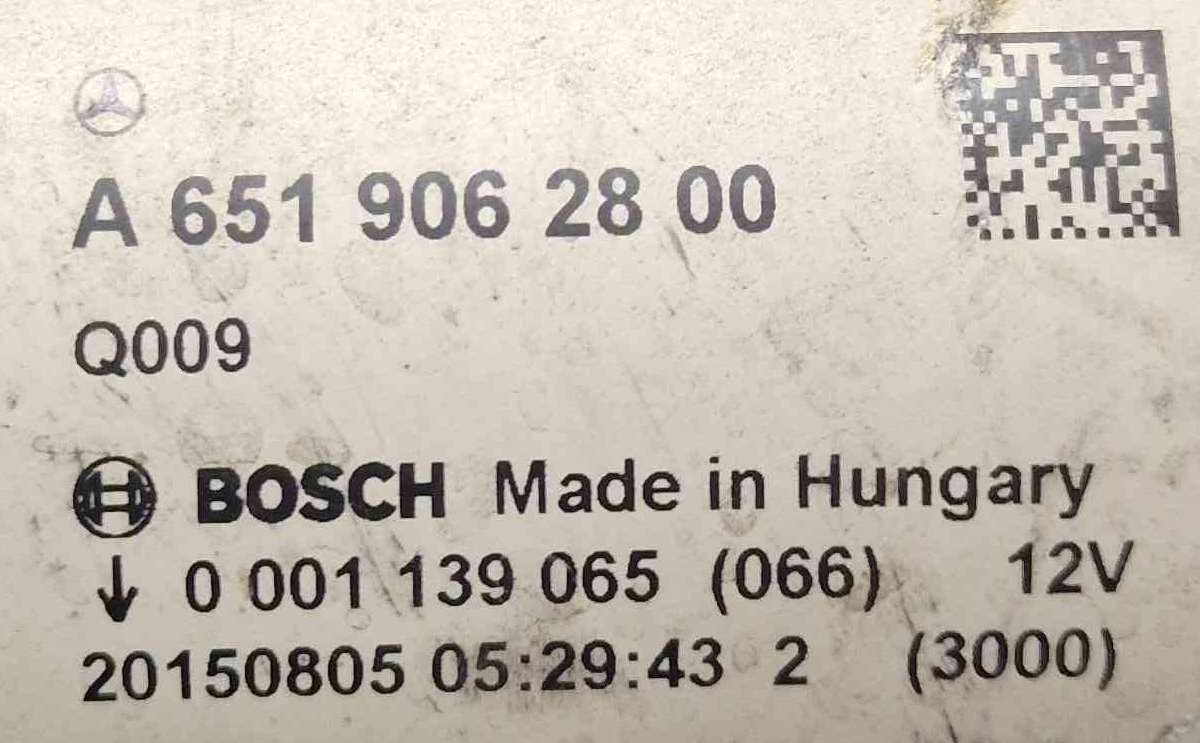 A 651 906 28 00
Q009
BOSCH Made in Hungary
↓ 0 001 139 065 (066) 12V
20150805 05:29:43 2 (3000)